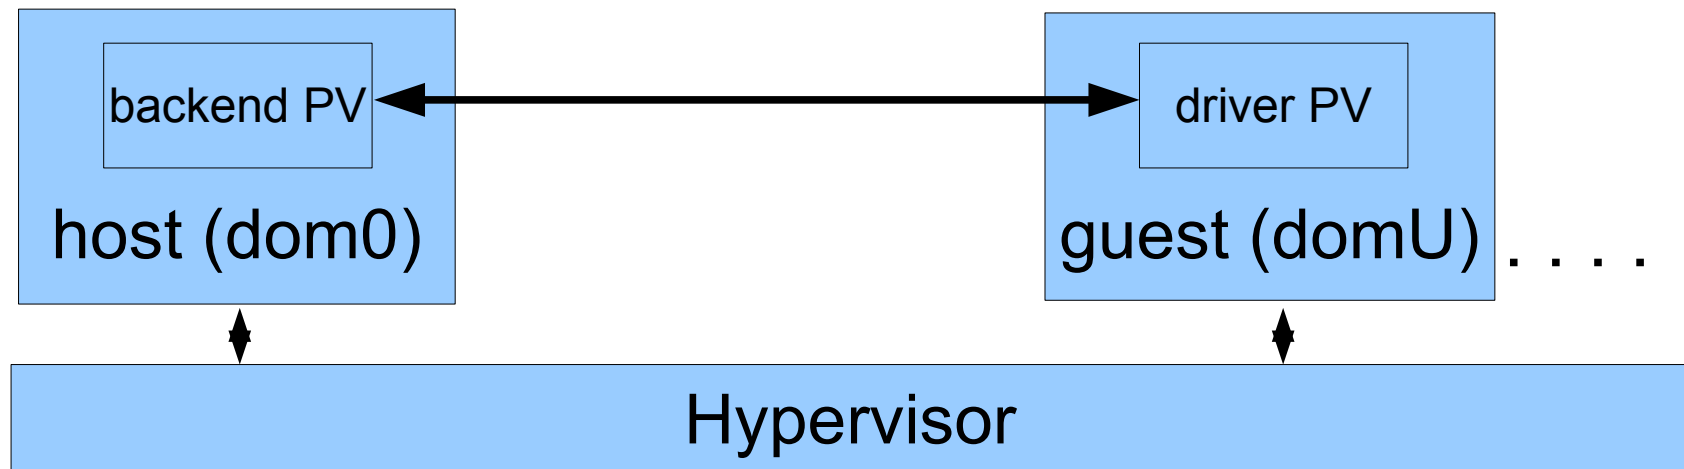 backend PV
driver PV
host (dom0)
guest (domU) . . . .
Hypervisor